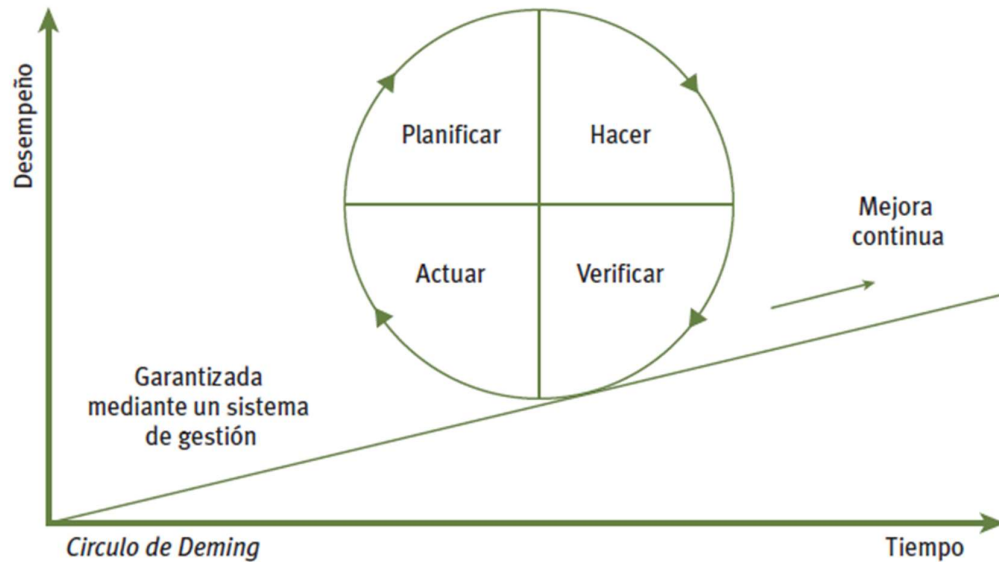 Desempeño
Planificar
Hacer
Actuar
Verificar
Mejora
continua
Garantizada
mediante un sistema
de gestión
Circulo de Deming
Tiempo